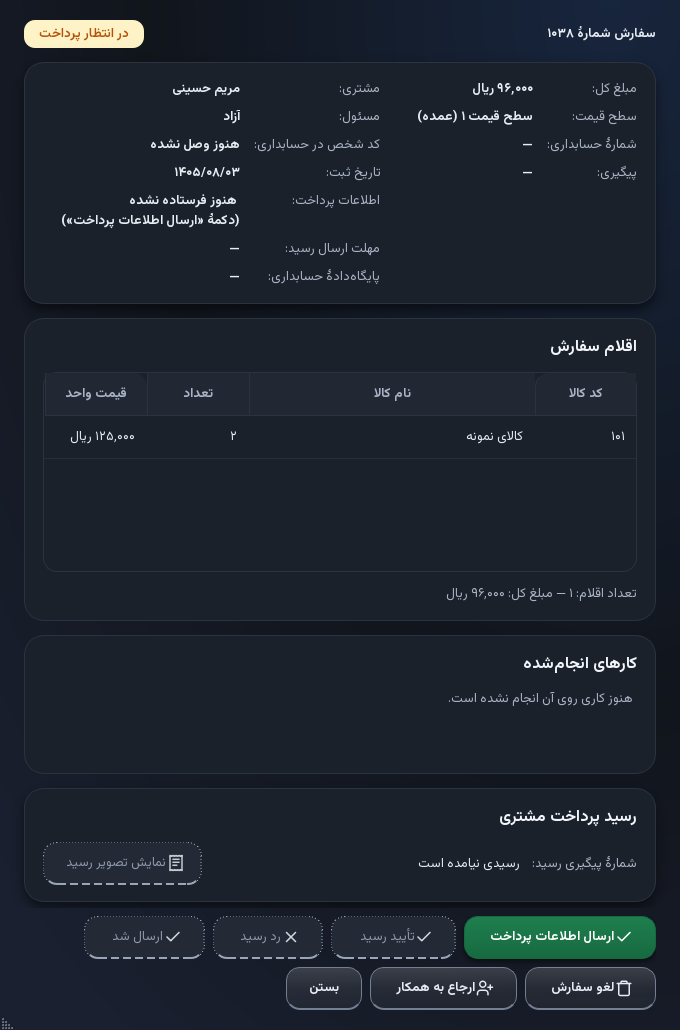 سفارش شمارهٔ ۱۰۳۸
در انتظار پرداخت
مبلغ کل: ۹۶,۰۰۰ ریال
مشتری: مریم حسینی
سطح قیمت: سطح قیمت ۱ (عمده)
مسئول: آزاد
شمارهٔ حسابداری: —
کد شخص در حسابداری: هنوز وصل نشده
پیگیری: —
تاریخ ثبت: ۱۴۰۵/۰۸/۰۳
اطلاعات پرداخت: هنوز فرستاده نشده
(دکمهٔ «ارسال اطلاعات پرداخت»)
مهلت ارسال رسید: —
پایگاه‌دادهٔ حسابداری: —
اقلام سفارش
کد کالا نام کالا تعداد قیمت واحد
۱۰۱ کالای نمونه ۲ ۱۲۵,۰۰۰ ریال
تعداد اقلام: ۱ — مبلغ کل: ۹۶,۰۰۰ ریال
کارهای انجام‌شده
هنوز کاری روی آن انجام نشده است.
رسید پرداخت مشتری
شمارهٔ پیگیری رسید: رسیدی نیامده است
نمایش تصویر رسید
ارسال اطلاعات پرداخت
تأیید رسید
رد رسید
ارسال شد
لغو سفارش
ارجاع به همکار
بستن